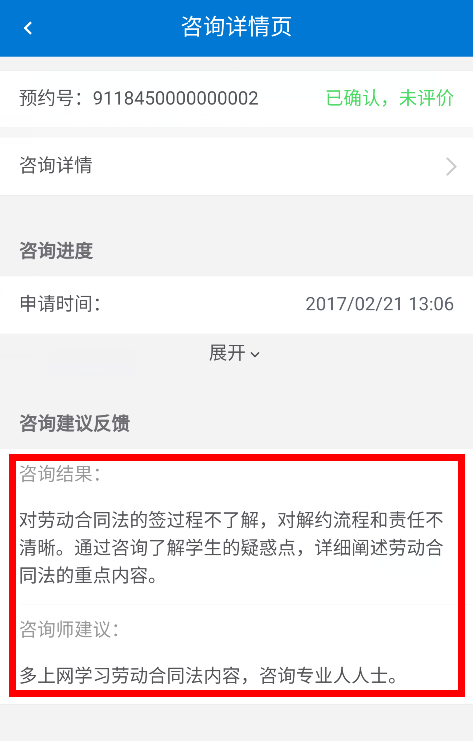 咨询详情页
预约号：9118450000000002 已确认，未评价
咨询详情
咨询进度
申请时间： 2017/02/21 13:06
展开
咨询建议反馈
咨询结果：
对劳动合同法的签过程不了解，对解约流程和责任不
清晰。通过咨询了解学生的疑惑点，详细阐述劳动合
同法的重点内容。
咨询师建议：
多上网学习劳动合同法内容，咨询专业人人士。